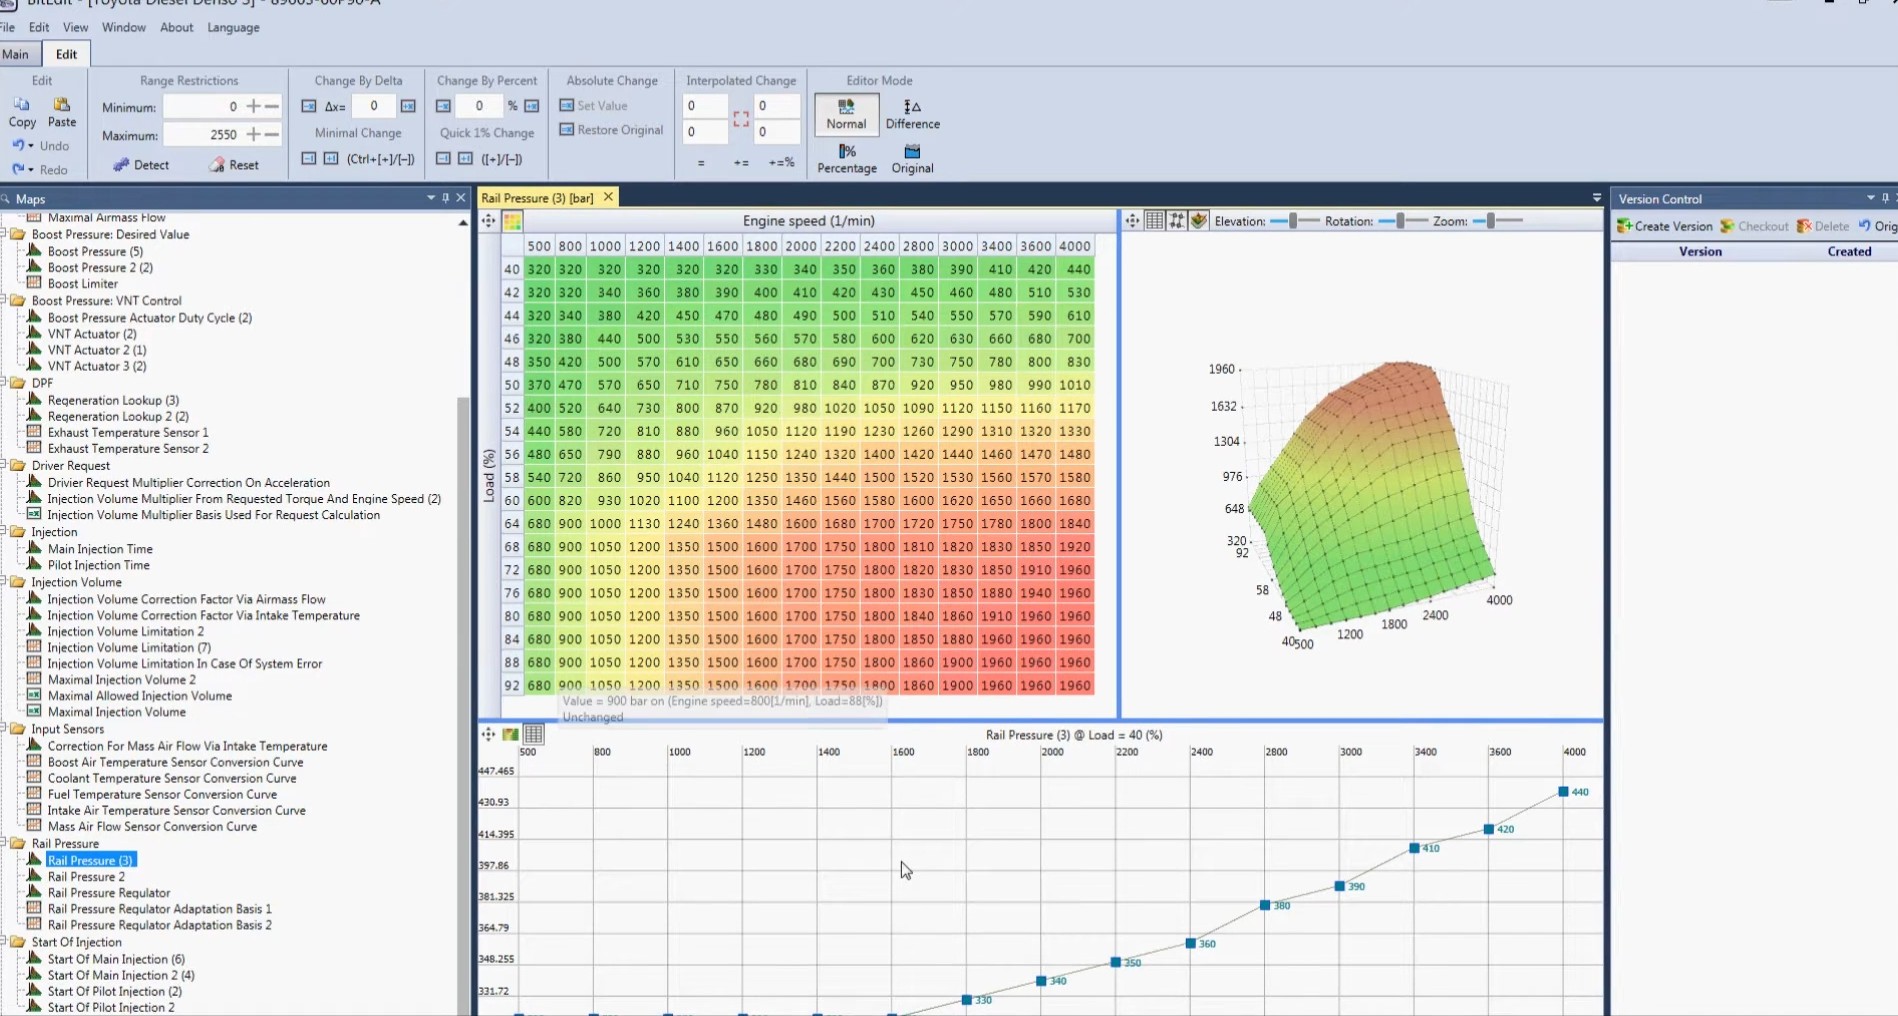 BitEdit - [Toyota Diesel Denso 3] - 89663-60P90-A
File Edit View Window About Language
Main Edit
Edit Range Restrictions Change By Delta Change By Percent Absolute Change Interpolated Change Editor Mode
Copy Paste Undo Redo
Minimum: 0
Maximum: 2550
Detect Reset
Δx= 0
Minimal Change
(Ctrl+[+]/[–])
0 %
Quick 1% Change
([+]/[–])
Set Value
Restore Original
0 0
0 0
= += +=%
Normal Difference
Percentage Original
Maps
Maximal Airmass Flow
Boost Pressure: Desired Value
Boost Pressure (5)
Boost Pressure 2 (2)
Boost Limiter
Boost Pressure: VNT Control
Boost Pressure Actuator Duty Cycle (2)
VNT Actuator (2)
VNT Actuator 2 (1)
VNT Actuator 3 (2)
DPF
Regeneration Lookup (3)
Regeneration Lookup 2 (2)
Exhaust Temperature Sensor 1
Exhaust Temperature Sensor 2
Driver Request
Drivier Request Multiplier Correction On Acceleration
Injection Volume Multiplier From Requested Torque And Engine Speed (2)
Injection Volume Multiplier Basis Used For Request Calculation
Injection
Main Injection Time
Pilot Injection Time
Injection Volume
Injection Volume Correction Factor Via Airmass Flow
Injection Volume Correction Factor Via Intake Temperature
Injection Volume Limitation 2
Injection Volume Limitation (7)
Injection Volume Limitation In Case Of System Error
Maximal Injection Volume 2
Maximal Allowed Injection Volume
Maximal Injection Volume
Input Sensors
Correction For Mass Air Flow Via Intake Temperature
Boost Air Temperature Sensor Conversion Curve
Coolant Temperature Sensor Conversion Curve
Fuel Temperature Sensor Conversion Curve
Intake Air Temperature Sensor Conversion Curve
Mass Air Flow Sensor Conversion Curve
Rail Pressure
Rail Pressure (3)
Rail Pressure 2
Rail Pressure Regulator
Rail Pressure Regulator Adaptation Basis 1
Rail Pressure Regulator Adaptation Basis 2
Start Of Injection
Start Of Main Injection (6)
Start Of Main Injection 2 (4)
Start Of Pilot Injection (2)
Start Of Pilot Injection 2
Rail Pressure (3) [bar]
Engine speed (1/min)
Load (%)
500 800 1000 1200 1400 1600 1800 2000 2200 2400 2800 3000 3400 3600 4000
40 320 320 320 320 320 320 330 340 350 360 380 390 410 420 440
42 320 320 340 360 380 390 400 410 420 430 450 460 480 510 530
44 320 340 380 420 450 470 480 490 500 510 540 550 570 590 610
46 320 380 440 500 530 550 560 570 580 600 620 630 660 680 700
48 350 420 500 570 610 650 660 680 690 700 730 750 780 800 830
50 370 470 570 650 710 750 780 810 840 870 920 950 980 990 1010
52 400 520 640 730 800 870 920 980 1020 1050 1090 1120 1150 1160 1170
54 440 580 720 810 880 960 1050 1120 1190 1230 1260 1290 1310 1320 1330
56 480 650 790 880 960 1040 1150 1240 1320 1400 1420 1440 1460 1470 1480
58 540 720 860 950 1040 1120 1250 1350 1440 1500 1520 1530 1560 1570 1580
60 600 820 930 1020 1100 1200 1350 1460 1560 1580 1600 1620 1650 1660 1680
64 680 900 1000 1130 1240 1360 1480 1600 1680 1700 1720 1750 1780 1800 1840
68 680 900 1050 1200 1350 1500 1600 1700 1750 1800 1810 1820 1830 1850 1920
72 680 900 1050 1200 1350 1500 1600 1700 1750 1800 1820 1830 1850 1910 1960
76 680 900 1050 1200 1350 1500 1600 1700 1750 1800 1830 1850 1880 1940 1960
80 680 900 1050 1200 1350 1500 1600 1700 1750 1800 1840 1860 1910 1960 1960
84 680 900 1050 1200 1350 1500 1600 1700 1750 1800 1850 1880 1960 1960 1960
88 680 900 1050 1200 1350 1500 1600 1700 1750 1800 1860 1900 1960 1960 1960
92 680 900 1050 1200 1350 1500 1600 1700 1750 1800 1860 1900 1960 1960 1960
Value = 900 bar on (Engine speed=800[1/min], Load=88[%])
Unchanged
Elevation: Rotation: Zoom:
1960
1632
1304
976
648
320
92
58
48
40
500
1200
1800
2400
4000
Rail Pressure (3) @ Load = 40 (%)
500 800 1000 1200 1400 1600 1800 2000 2200 2400 2800 3000 3400 3600 4000
447.465
430.93
414.395
397.86
381.325
364.79
348.255
331.72
330 340 350 360 380 390 410 420 440
Version Control
Create Version Checkout Delete Orig
Version Created